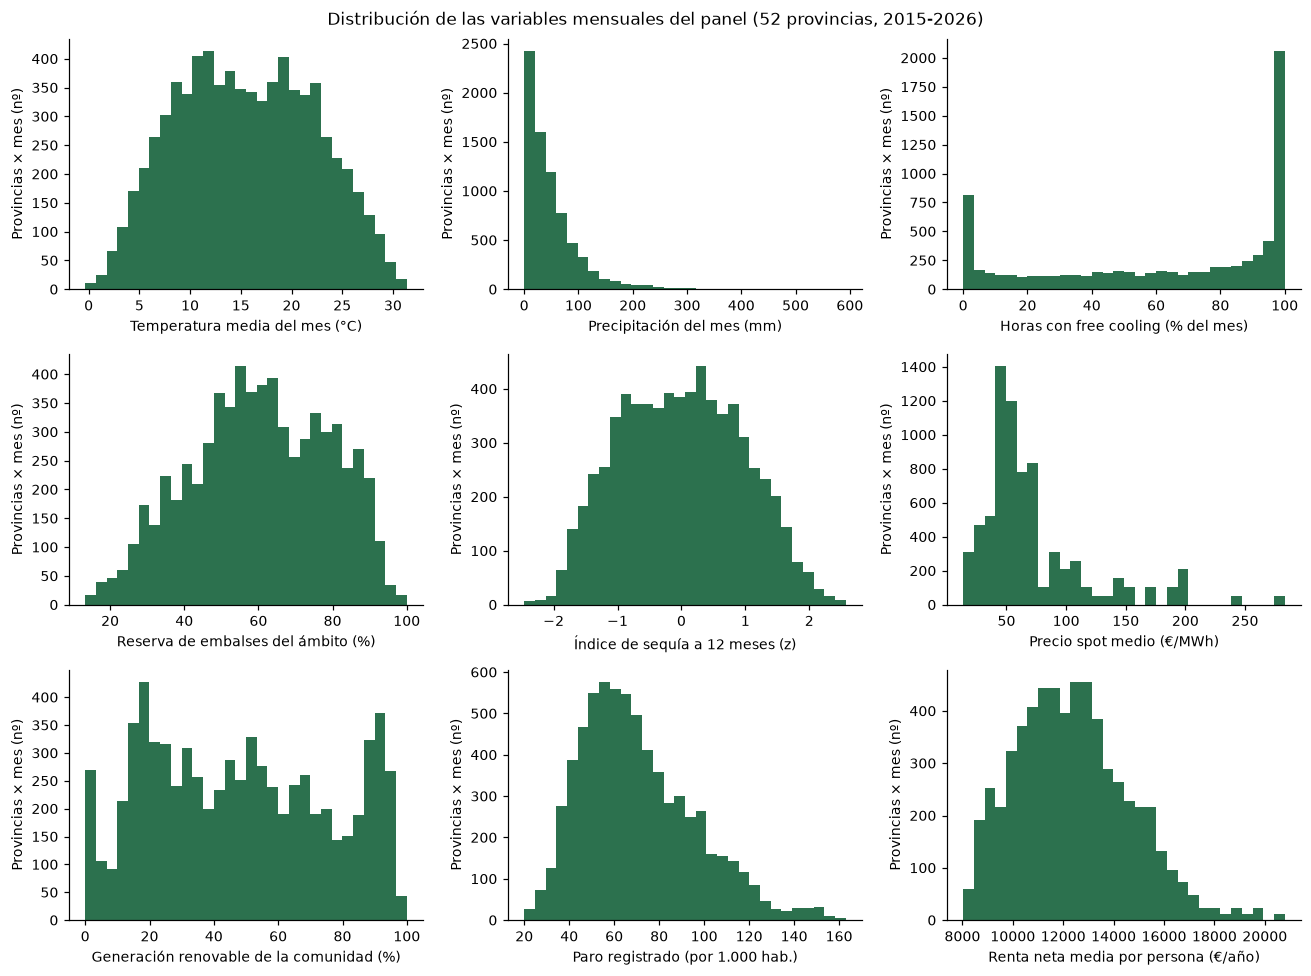 Distribución de las variables mensuales del panel (52 provincias, 2015-2026)
Provincias × mes (nº)
0 50 100 150 200 250 300 350 400
0 5 10 15 20 25 30
Temperatura media del mes (°C)
Provincias × mes (nº)
0 500 1000 1500 2000 2500
0 100 200 300 400 500 600
Precipitación del mes (mm)
Provincias × mes (nº)
0 250 500 750 1000 1250 1500 1750 2000
0 20 40 60 80 100
Horas con free cooling (% del mes)
Provincias × mes (nº)
0 50 100 150 200 250 300 350 400
20 40 60 80 100
Reserva de embalses del ámbito (%)
Provincias × mes (nº)
0 100 200 300 400
−2 −1 0 1 2
Índice de sequía a 12 meses (z)
Provincias × mes (nº)
0 200 400 600 800 1000 1200 1400
50 100 150 200 250
Precio spot medio (€/MWh)
Provincias × mes (nº)
0 50 100 150 200 250 300 350 400
0 20 40 60 80 100
Generación renovable de la comunidad (%)
Provincias × mes (nº)
0 100 200 300 400 500 600
20 40 60 80 100 120 140 160
Paro registrado (por 1.000 hab.)
Provincias × mes (nº)
0 100 200 300 400
8000 10000 12000 14000 16000 18000 20000
Renta neta media por persona (€/año)